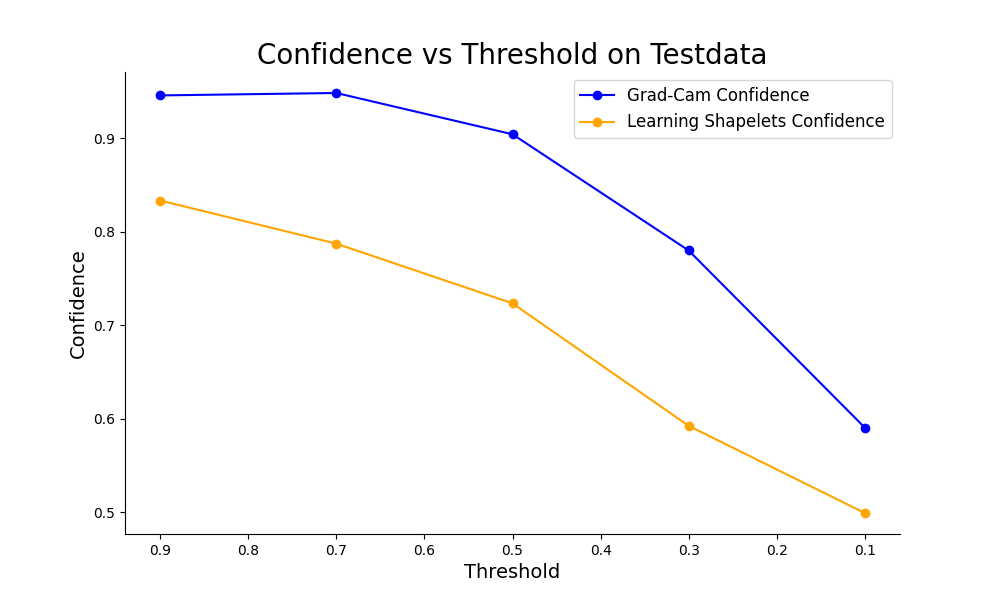 Confidence vs Threshold on Testdata
Grad-Cam Confidence
Learning Shapelets Confidence
Confidence
0.9
0.8
0.7
0.6
0.5
0.9 0.8 0.7 0.6 0.5 0.4 0.3 0.2 0.1
Threshold